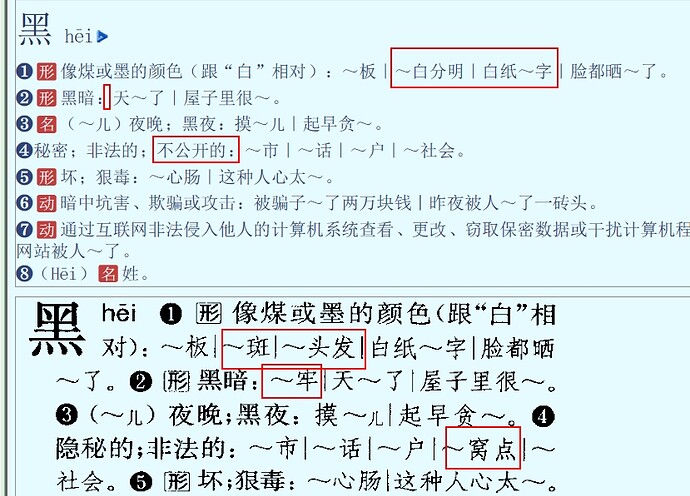 黑 hēi
❶ 形 像煤或墨的颜色（跟“白”相对）：～板｜～白分明｜白纸～字｜脸都晒～了。
❷ 形 黑暗：天～了｜屋子里很～。
❸ 名 （～儿）夜晚；黑夜：摸～儿｜起早贪～。
❹秘密；非法的；不公开的：～市｜～话｜～户｜～社会。
❺ 形 坏；狠毒：～心肠｜这种人心太～。
❻ 动 暗中坑害、欺骗或攻击：被骗子～了两万块钱｜昨夜被人～了一砖头。
❼ 动 通过互联网非法侵入他人的计算机系统查看、更改、窃取保密数据或干扰计算机程
网站被人～了。
❽（Hēi）名 姓。
黑 hēi ❶ 形 像煤或墨的颜色（跟“白”相
对）：～板｜～斑｜～头发｜白纸～字｜脸都晒
～了。❷ 形 黑暗：～牢｜天～了｜屋子里很～。
❸（～儿）夜晚；黑夜：摸～儿｜起早贪～。❹
隐秘的；非法的：～市｜～话｜～户｜～窝点｜～
社会。❺ 形 坏；狠毒：～心肠｜这种人心太～。